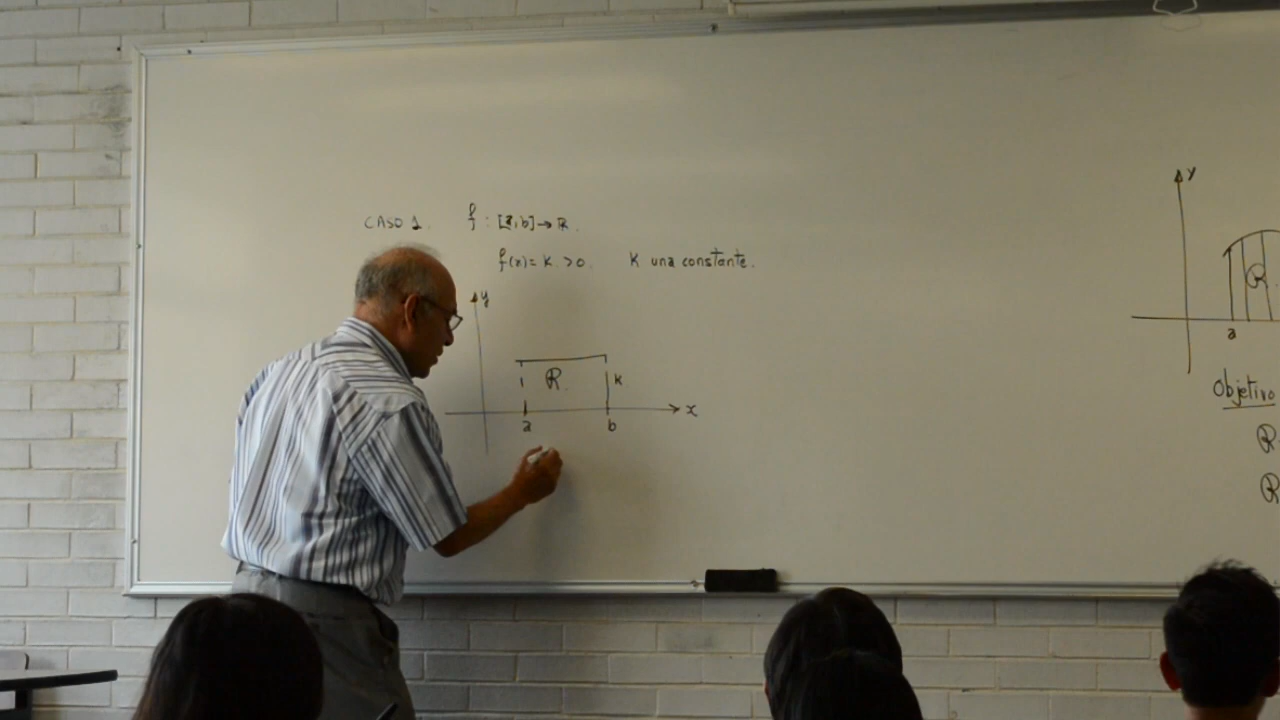 CASO 1. f : [a,b] → R.
f(x) = K > 0. K una constante.
y
R.
K
a
b
x
y
R
a
Objetivo
R
R